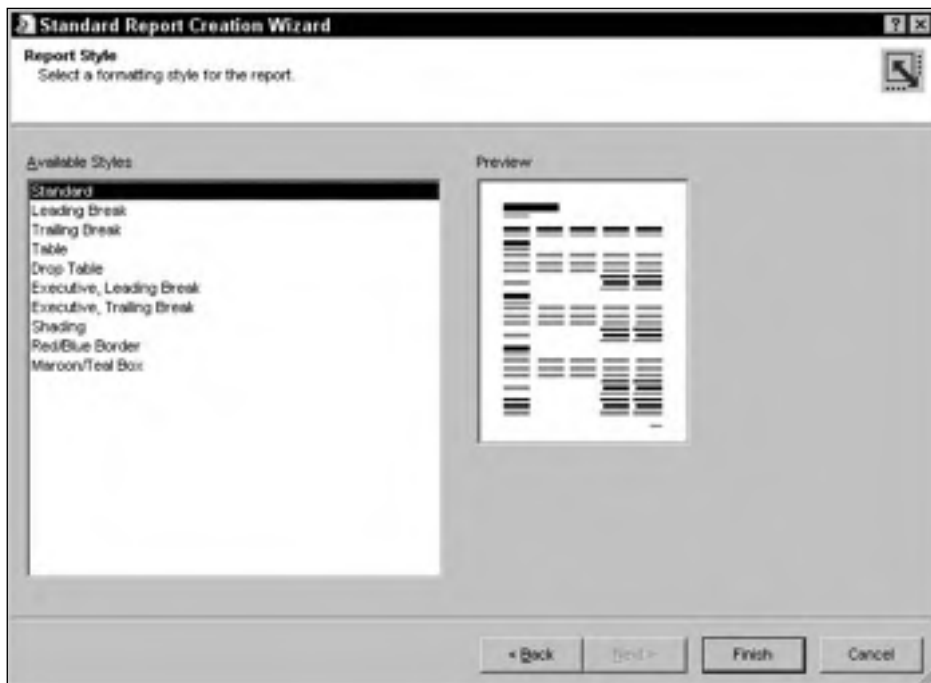 Standard Report Creation Wizard
Report Style
Select a formatting style for the report.
Available Styles
Standard
Leading Break
Trailing Break
Table
Drop Table
Executive, Leading Break
Executive, Trailing Break
Shading
Red/Blue Border
Maroon/Teal Box
Preview
< Back
Next >
Finish
Cancel